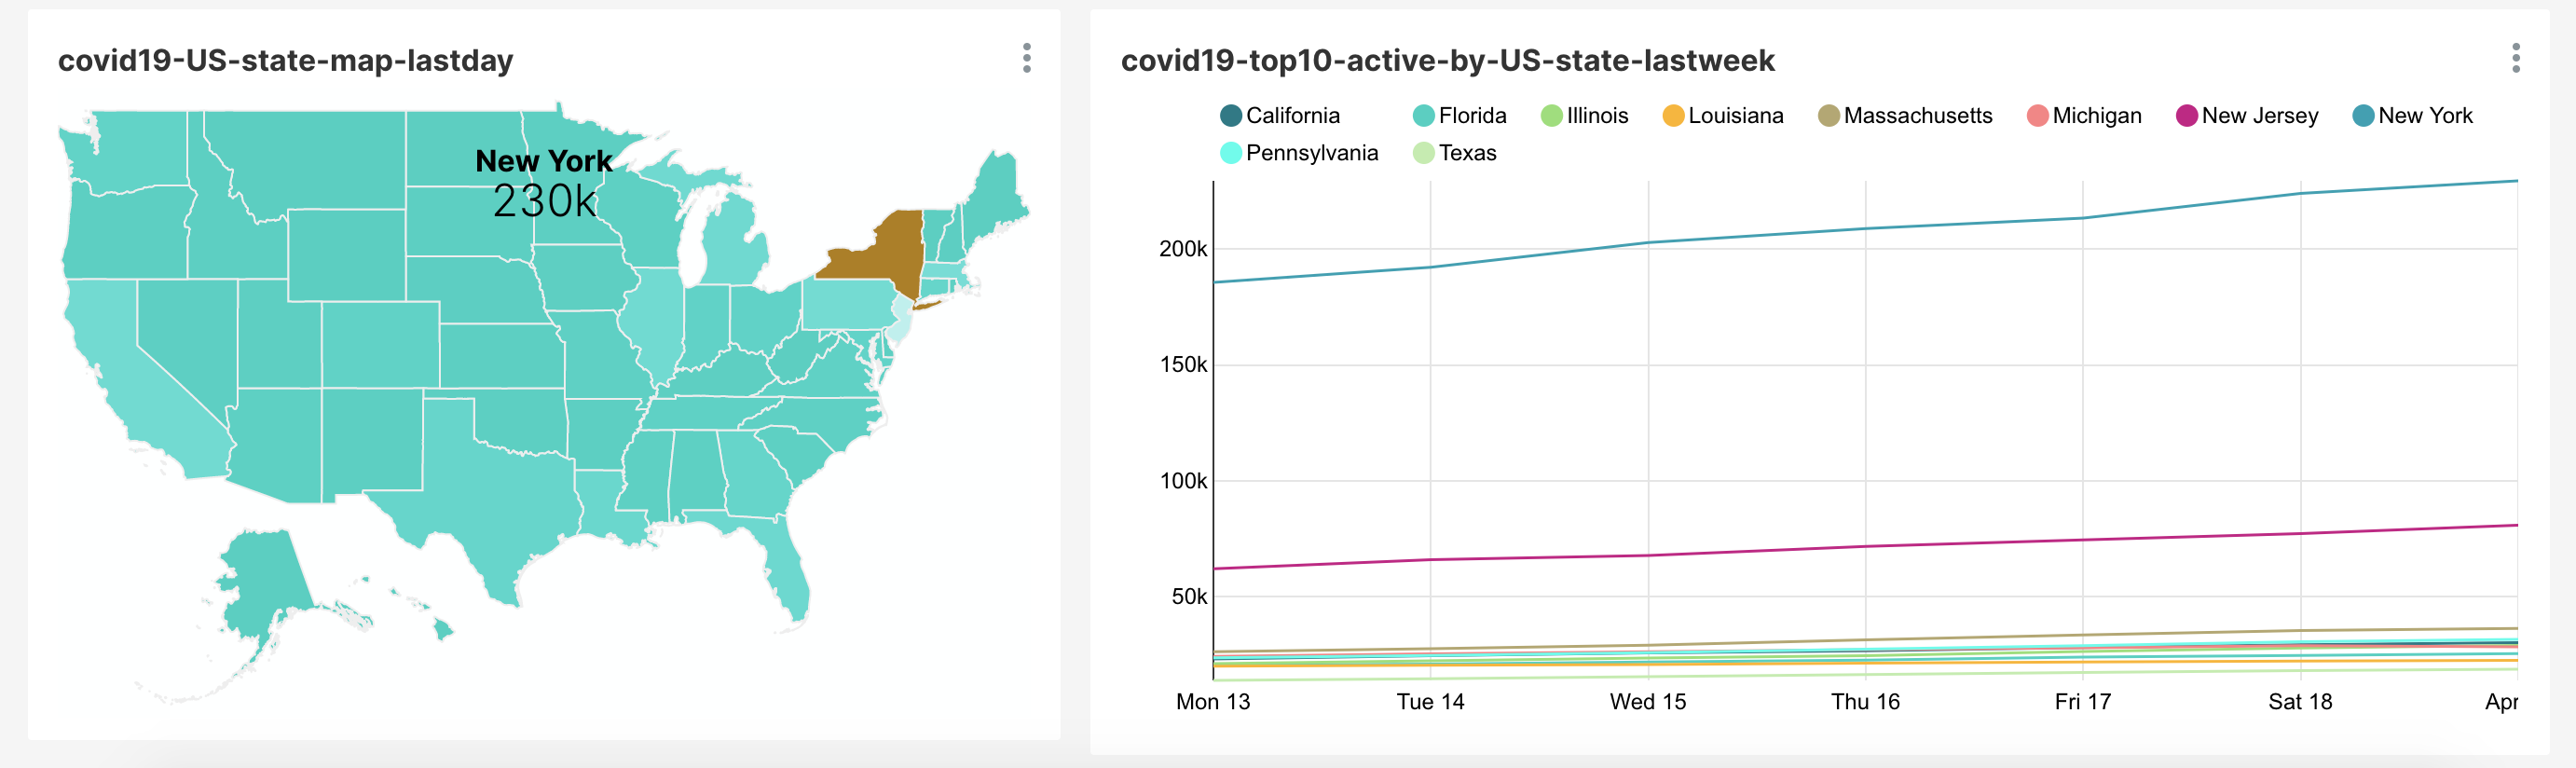 covid19-US-state-map-lastday
New York
230k
covid19-top10-active-by-US-state-lastweek
California Florida Illinois Louisiana Massachusetts Michigan New Jersey New York
Pennsylvania Texas
200k
150k
100k
50k
Mon 13 Tue 14 Wed 15 Thu 16 Fri 17 Sat 18 Apr